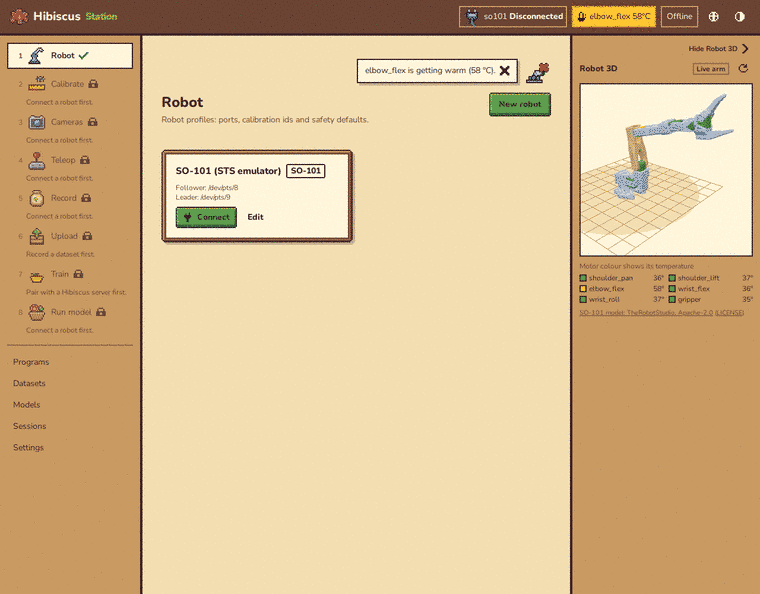 Hibiscus Station
so101 Disconnected
elbow_flex 58°C
Offline
1 Robot
2 Calibrate
Connect a robot first.
3 Cameras
Connect a robot first.
4 Teleop
Connect a robot first.
5 Record
Connect a robot first.
6 Upload
Record a dataset first.
7 Train
Pair with a Hibiscus server first.
8 Run model
Connect a robot first.
Programs
Datasets
Models
Sessions
Settings
elbow_flex is getting warm (58 °C).
Robot
New robot
Robot profiles: ports, calibration ids and safety defaults.
SO-101 (STS emulator) SO-101
Follower: /dev/pts/8
Leader: /dev/pts/9
Connect Edit
Hide Robot 3D
Robot 3D Live arm
Motor colour shows its temperature
shoulder_pan 36° shoulder_lift 37°
elbow_flex 58° wrist_flex 36°
wrist_roll 37° gripper 35°
SO-101 model: TheRobotStudio, Apache-2.0 (LICENSE)